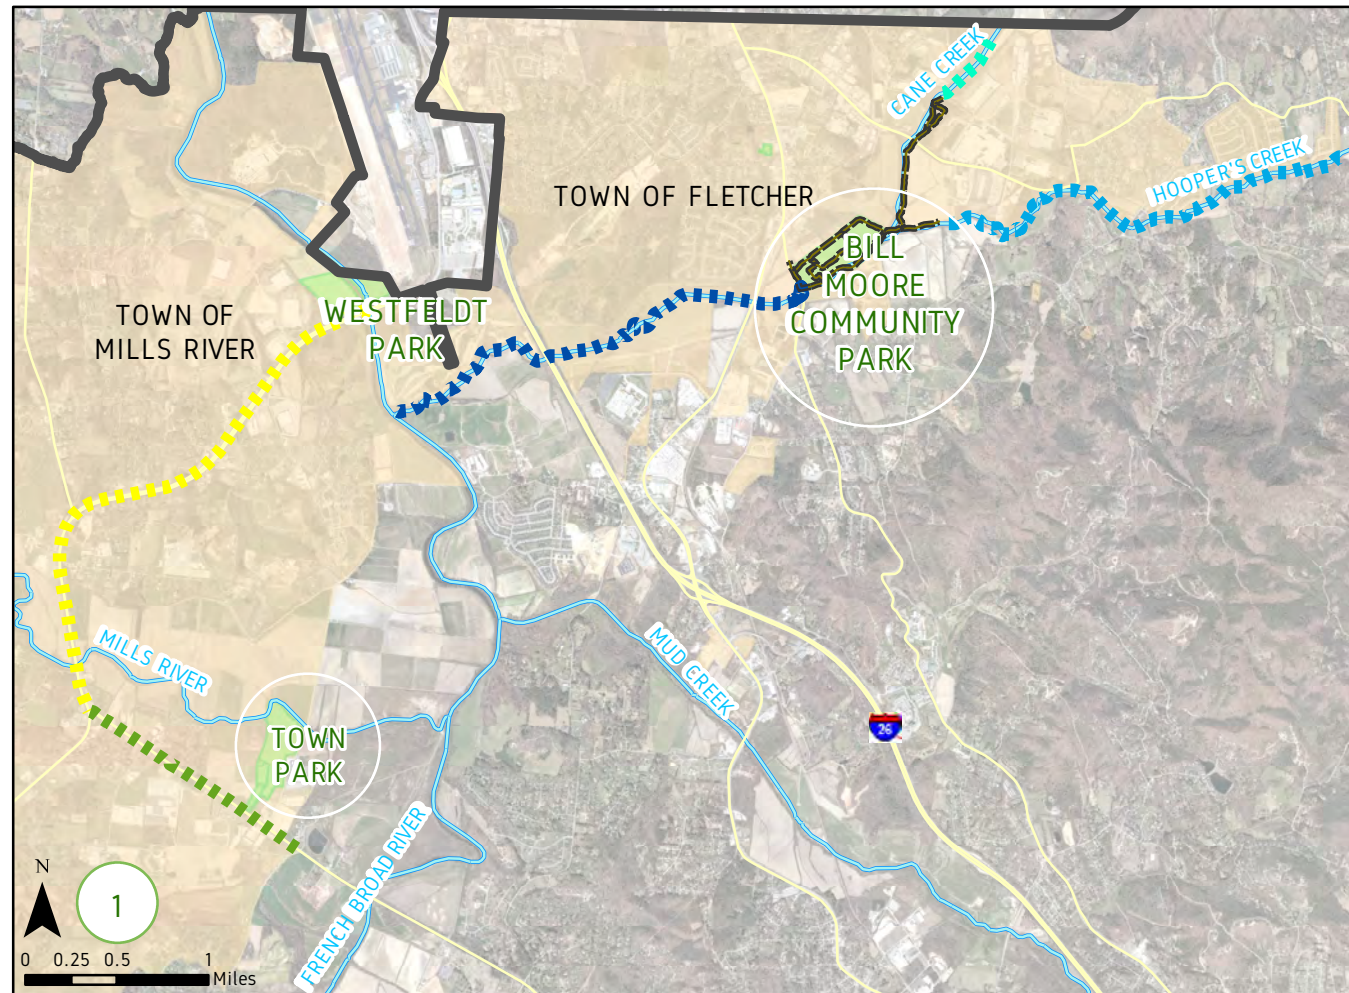 CANE CREEK
HOOPER'S CREEK
TOWN OF FLETCHER
BILL
MOORE
COMMUNITY
PARK
WESTFELDT
PARK
TOWN OF
MILLS RIVER
MILLS RIVER
MUD CREEK
26
TOWN
PARK
FRENCH BROAD RIVER
N
1
0 0.25 0.5 1
Miles